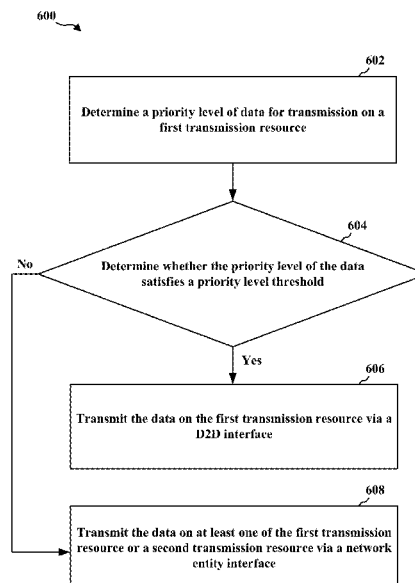 600
602
Determine a priority level of data for transmission on a
first transmission resource
604
No
Determine whether the priority level of the data
satisfies a priority level threshold
Yes
606
Transmit the data on the first transmission resource via a
D2D interface
608
Transmit the data on at least one of the first transmission
resource or a second transmission resource via a network
entity interface